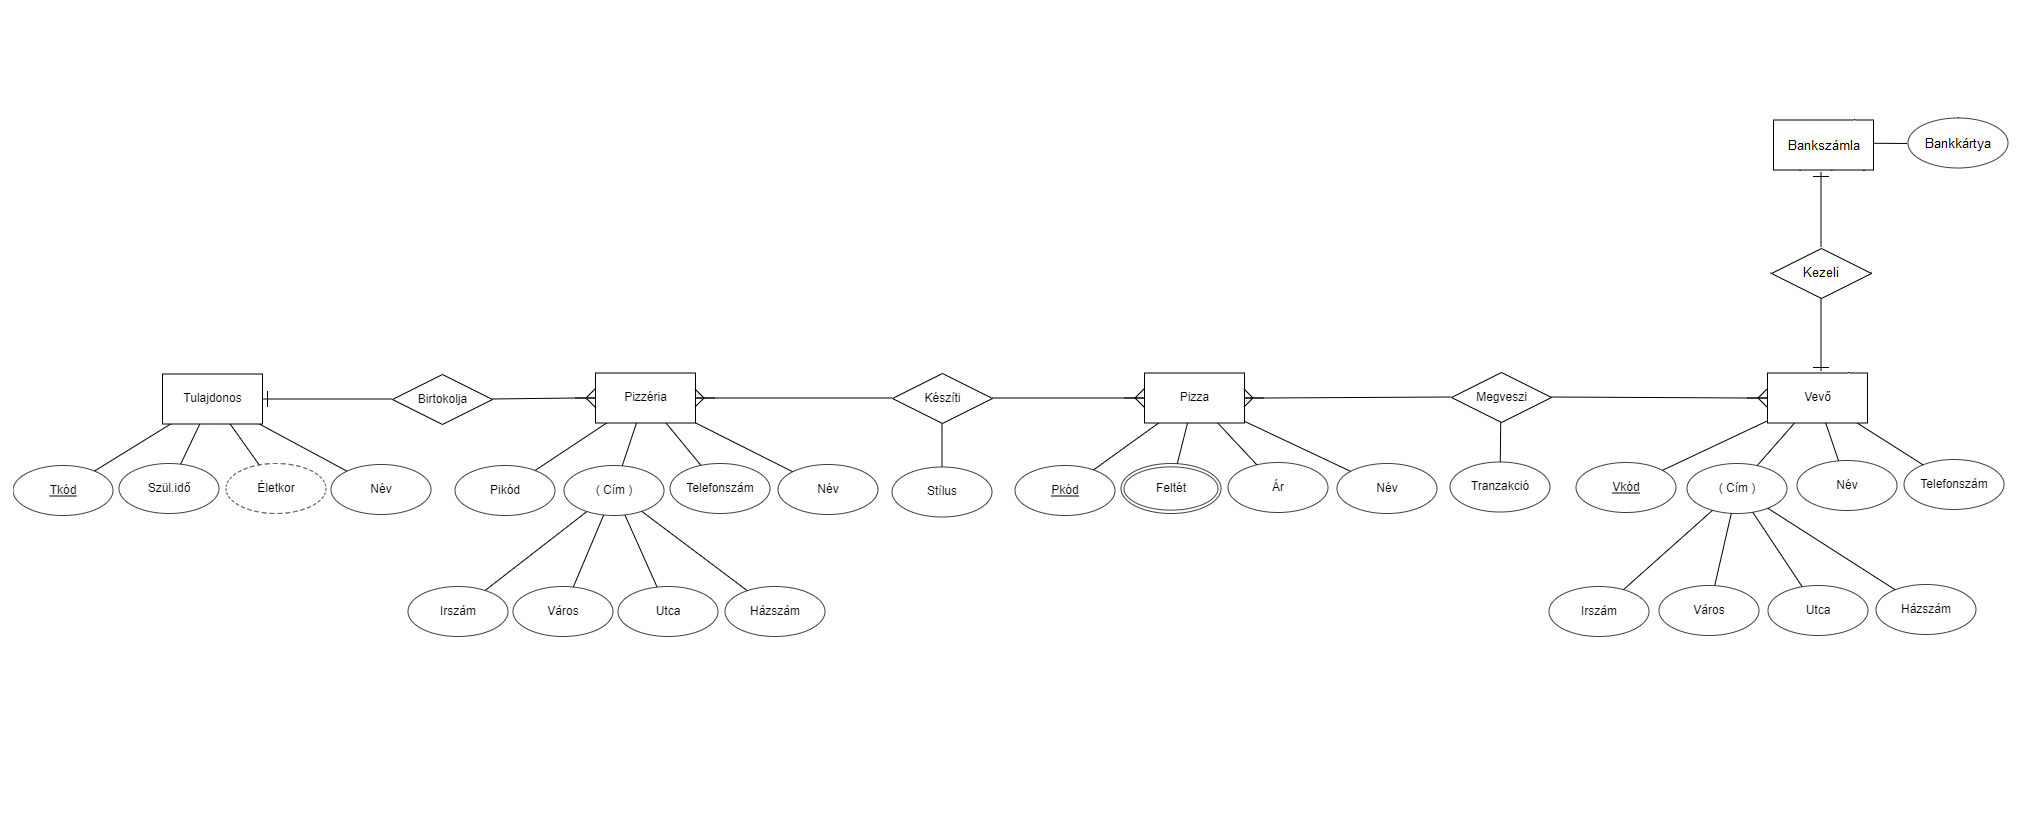 Bankszámla
Bankkártya
Kezeli
Tulajdonos
Birtokolja
Pizzéria
Készíti
Pizza
Megveszi
Vevő
Tkód
Szül.idő
Életkor
Név
Pikód
( Cím )
Telefonszám
Név
Stílus
Pkód
Feltét
Ár
Név
Tranzakció
Vkód
( Cím )
Név
Telefonszám
Irszám
Város
Utca
Házszám
Irszám
Város
Utca
Házszám